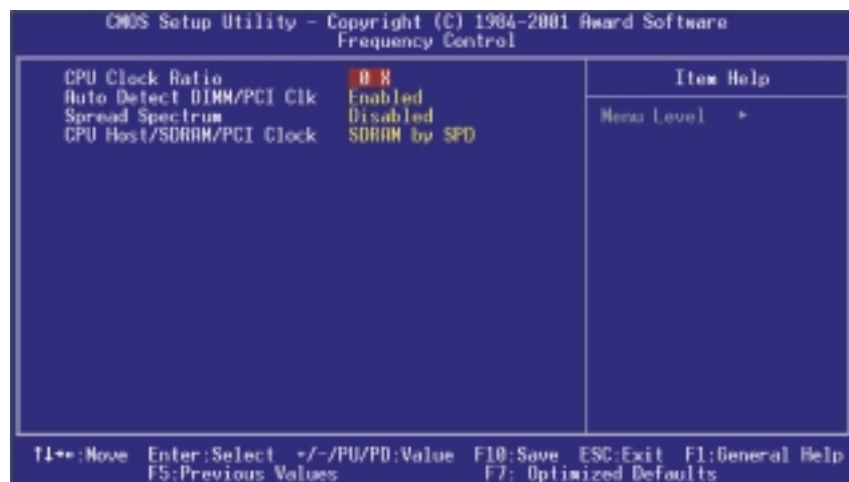 CMOS Setup Utility - Copyright (C) 1984-2001 Award Software
Frequency Control
CPU Clock Ratio 0 X
Auto Detect DIMM/PCI Clk Enabled
Spread Spectrum Disabled
CPU Host/SDRAM/PCI Clock SDRAM by SPD
Item Help
Menu Level ►
↑↓→←:Move Enter:Select +/-/PU/PD:Value F10:Save ESC:Exit F1:General Help
F5:Previous Values F7: Optimized Defaults